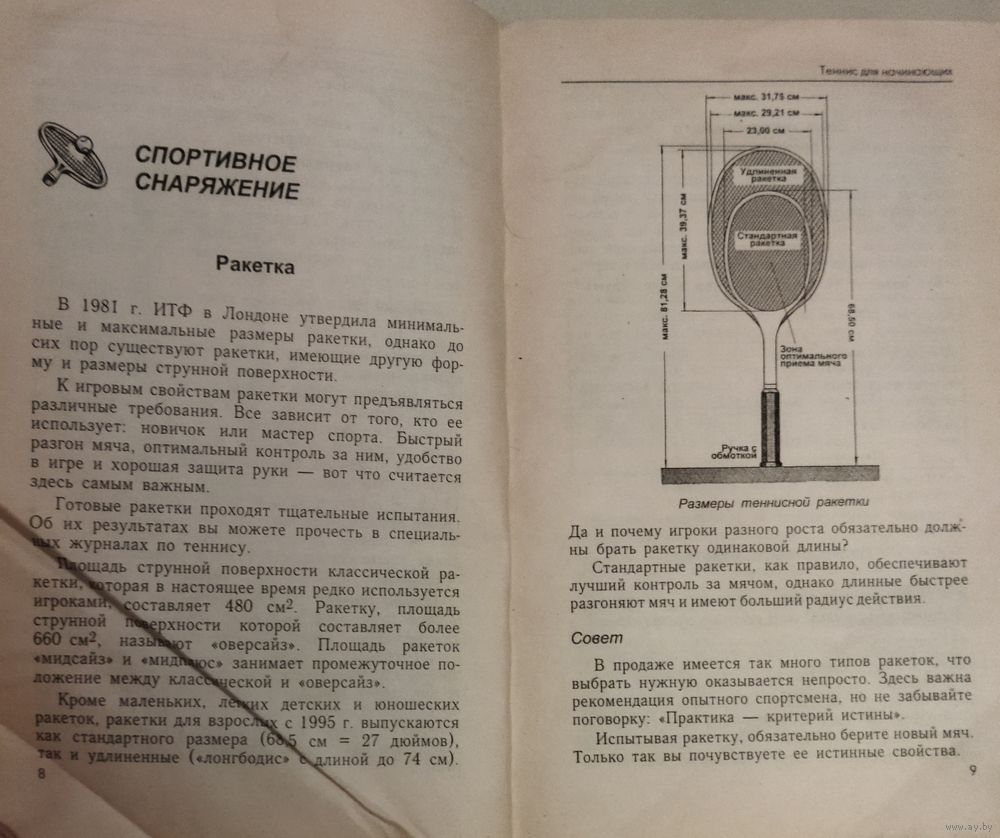 СПОРТИВНОЕ
СНАРЯЖЕНИЕ
Ракетка
В 1981 г. ИТФ в Лондоне утвердила минималь-
ные и максимальные размеры ракетки, однако до
сих пор существуют ракетки, имеющие другую фор-
му и размеры струнной поверхности.
К игровым свойствам ракетки могут предъявляться
различные требования. Все зависит от того, кто ее
использует: новичок или мастер спорта. Быстрый
разгон мяча, оптимальный контроль за ним, удобство
в игре и хорошая защита руки — вот что считается
здесь самым важным.
Готовые ракетки проходят тщательные испытания.
Об их результатах вы можете прочесть в специаль-
ных журналах по теннису.
Площадь струнной поверхности классической ра-
кетки, которая в настоящее время редко используется
игроками, составляет 480 см². Ракетку, площадь
струнной поверхности которой составляет более
660 см², называют «оверсайз». Площадь ракеток
«мидсайз» и «мидплюс» занимает промежуточное по-
ложение между классической и «оверсайз».
Кроме маленьких, легких детских и юношеских
ракеток, ракетки для взрослых с 1995 г. выпускаются
как стандартного размера (68,5 см = 27 дюймов),
так и удлиненные («лонгбодис» с длиной до 74 см).
8
Теннис для начинающих
макс. 31,75 см
макс. 29,21 см
23,00 см
Удлиненная
ракетка
макс. 39,37 см
Стандартная
ракетка
макс. 81,28 см
68,50 см
Зона
оптимального
приема мяча
Ручка с
обмоткой
Размеры теннисной ракетки
Да и почему игроки разного роста обязательно долж-
ны брать ракетку одинаковой длины?
Стандартные ракетки, как правило, обеспечивают
лучший контроль за мячом, однако длинные быстрее
разгоняют мяч и имеют больший радиус действия.
Совет
В продаже имеется так много типов ракеток, что
выбрать нужную оказывается непросто. Здесь важна
рекомендация опытного спортсмена, но не забывайте
поговорку: «Практика — критерий истины».
Испытывая ракетку, обязательно берите новый мяч.
Только так вы почувствуете ее истинные свойства.
9
www.ay.by